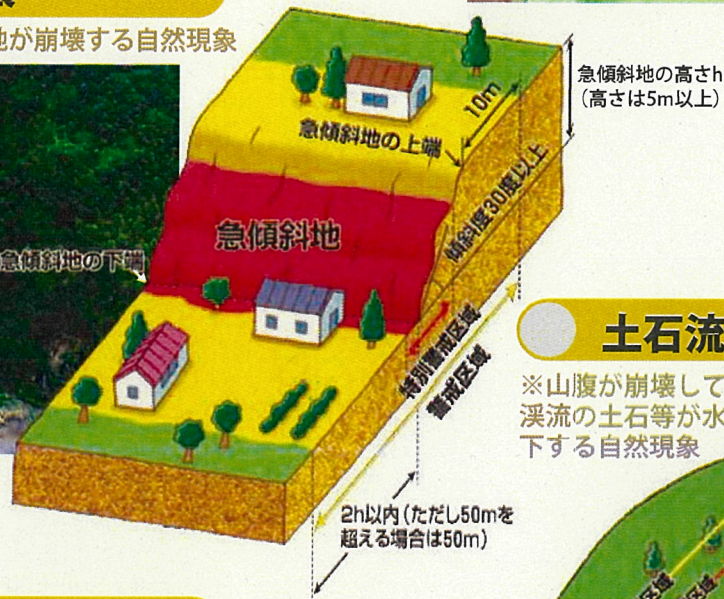 地が崩壊する自然現象
急傾斜地の高さh
（高さは5m以上）
10m
急傾斜地の上端
傾斜度30度以上
急傾斜地
急傾斜地の下端
特別警戒区域
警戒区域
土石流
※山腹が崩壊して
渓流の土石等が水
下する自然現象
2h以内（ただし50mを
超える場合は50m）
区域
区域